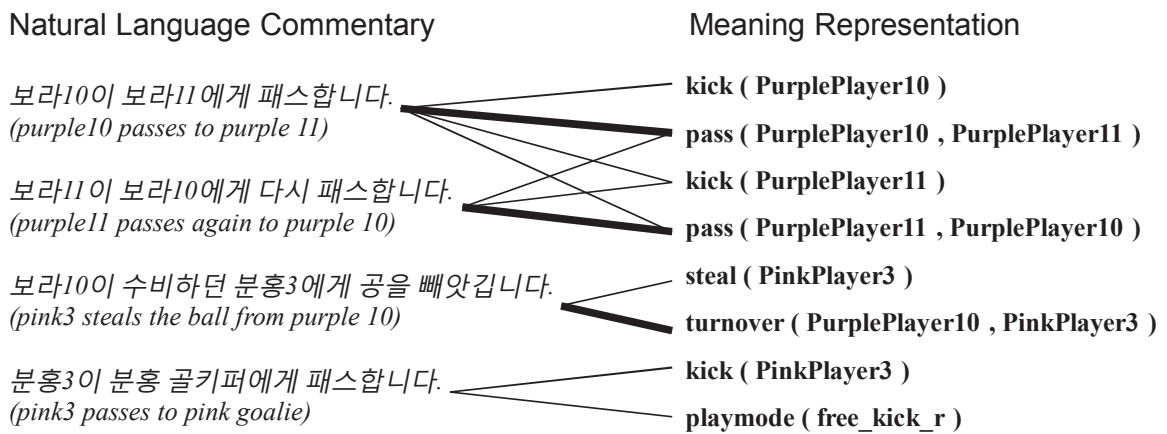 Natural Language Commentary
Meaning Representation
보라10이 보라11에게 패스합니다.
(purple10 passes to purple 11)
보라11이 보라10에게 다시 패스합니다.
(purple11 passes again to purple 10)
보라10이 수비하던 분홍3에게 공을 빼앗깁니다.
(pink3 steals the ball from purple 10)
분홍3이 분홍 골키퍼에게 패스합니다.
(pink3 passes to pink goalie)
kick ( PurplePlayer10 )
pass ( PurplePlayer10 , PurplePlayer11 )
kick ( PurplePlayer11 )
pass ( PurplePlayer11 , PurplePlayer10 )
steal ( PinkPlayer3 )
turnover ( PurplePlayer10 , PinkPlayer3 )
kick ( PinkPlayer3 )
playmode ( free_kick_r )